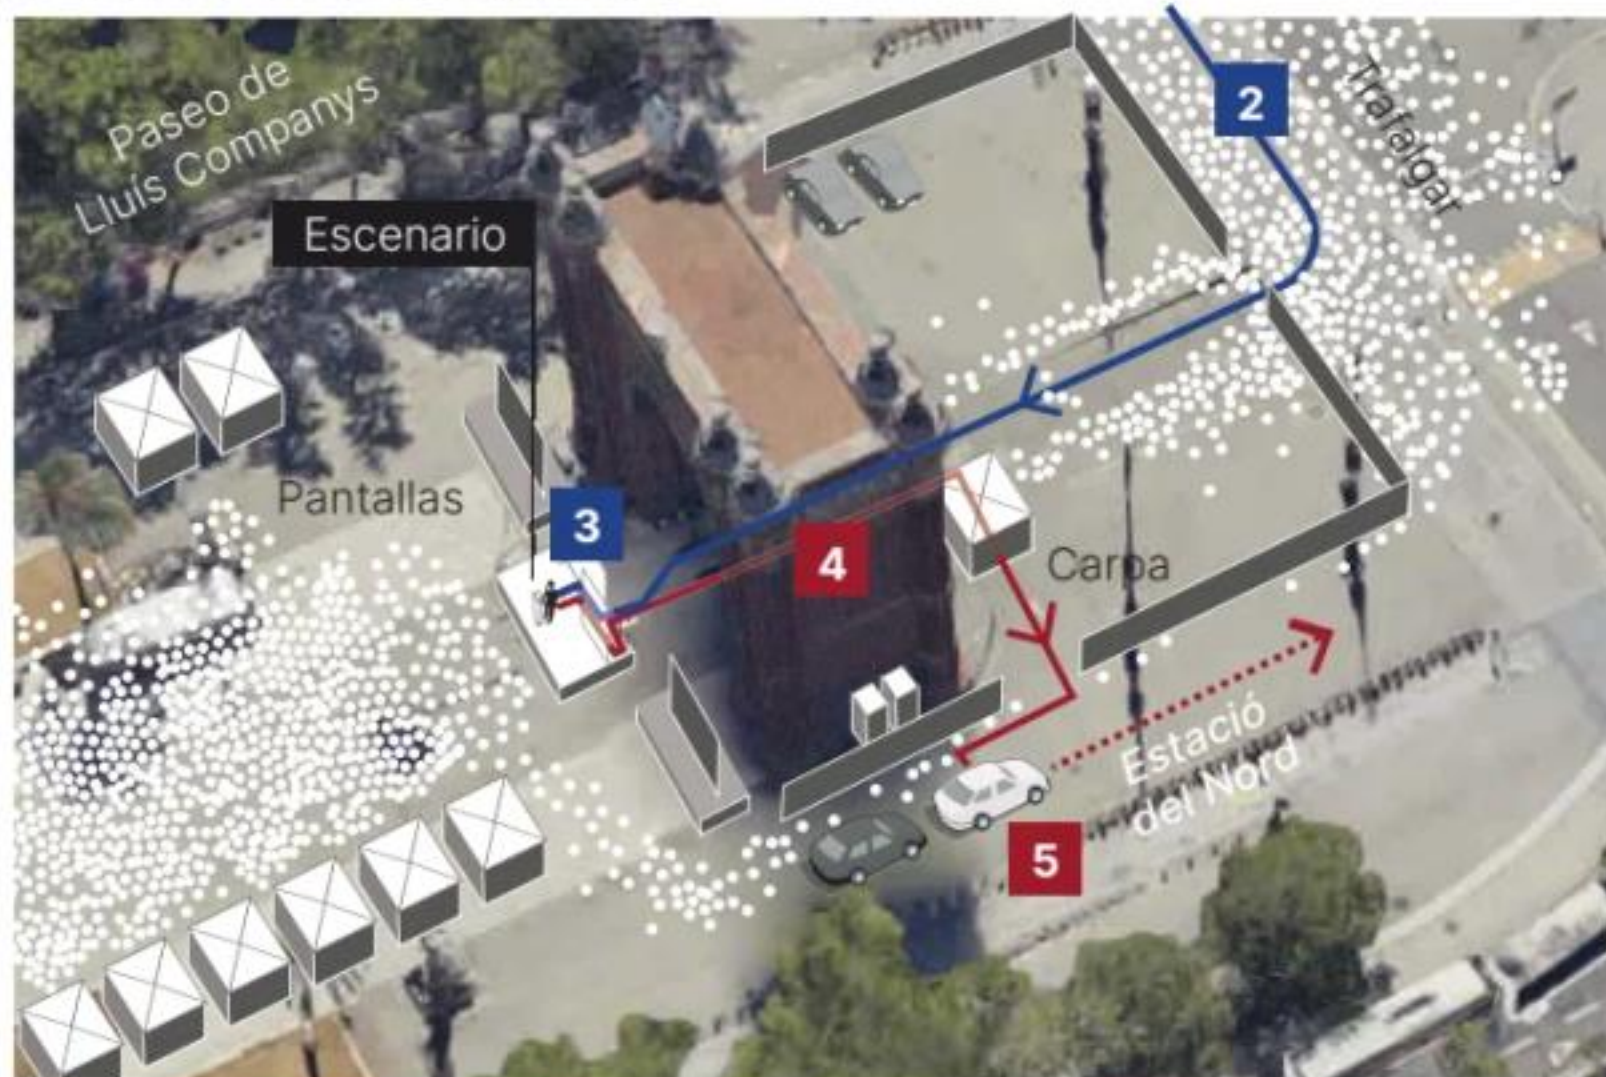 Paseo de
Lluís Companys
2
Trafalgar
Escenario
Pantallas
3
4
Carpa
Estació
del Nord
5